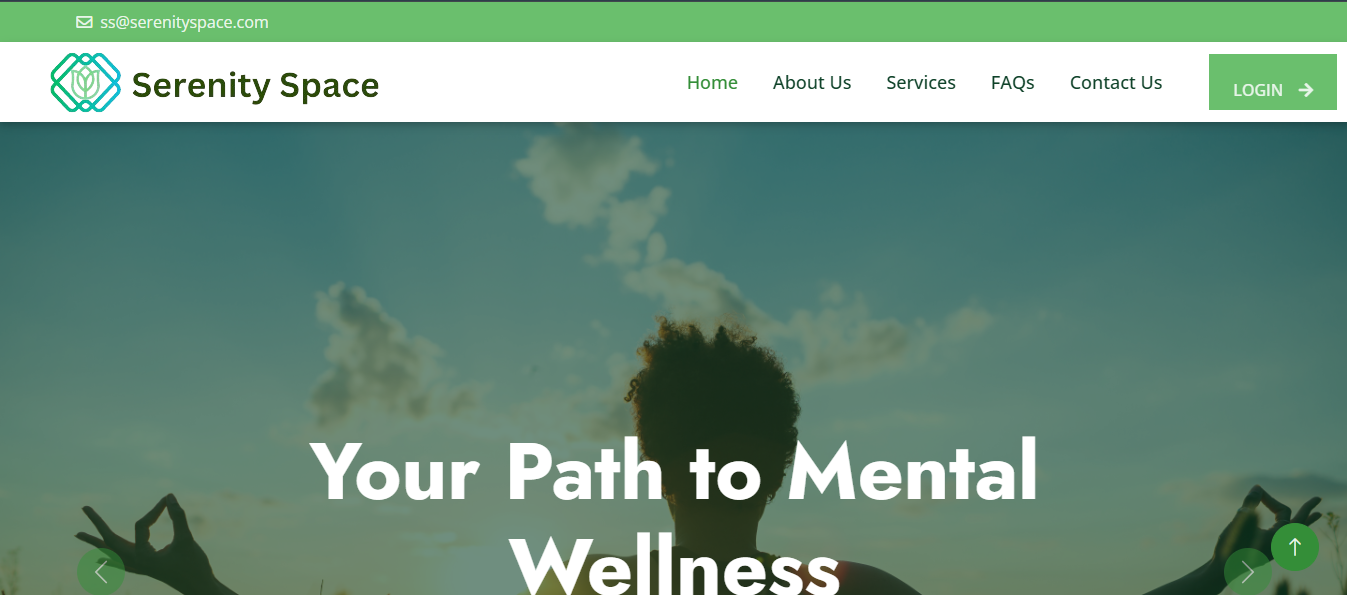 ss@serenityspace.com
Serenity Space
Home
About Us
Services
FAQs
Contact Us
LOGIN
Your Path to Mental
Wellness